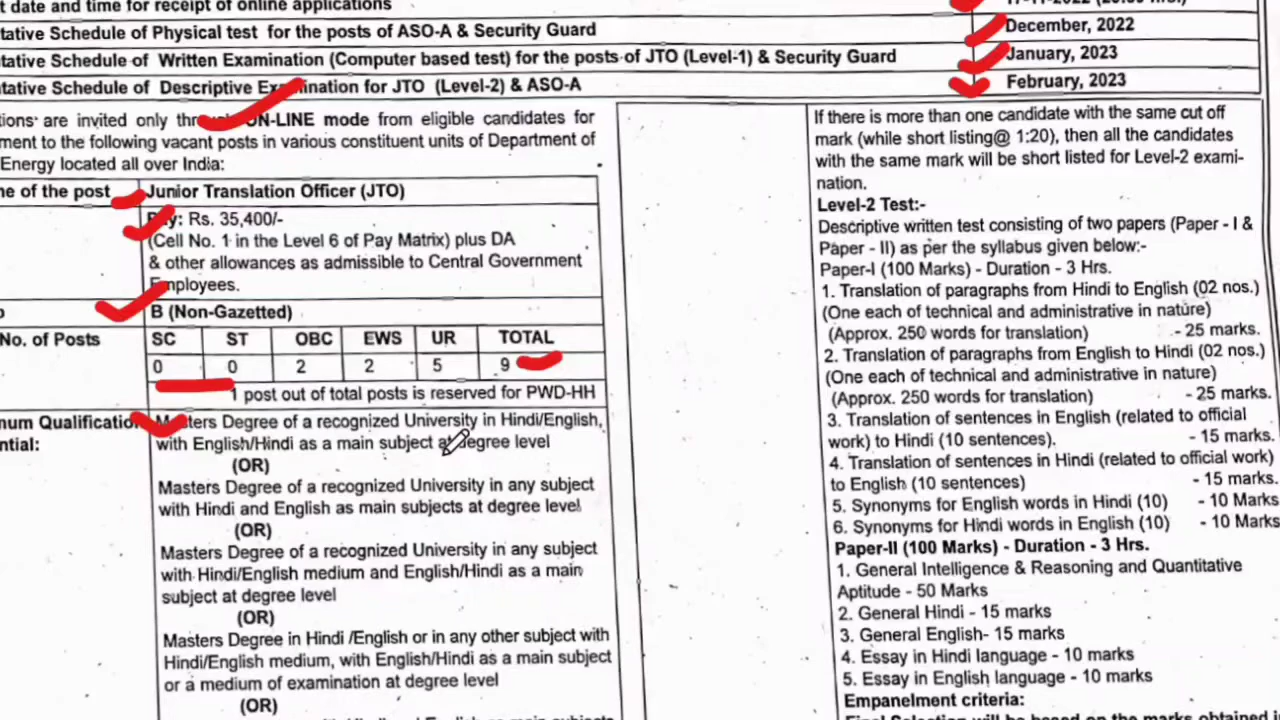 t date and time for receipt of online applications
tative Schedule of Physical test for the posts of ASO-A & Security Guard
December, 2022
tative Schedule of Written Examination (Computer based test) for the posts of JTO (Level-1) & Security Guard
January, 2023
tative Schedule of Descriptive Examination for JTO (Level-2) & ASO-A
February, 2023
tions are invited only through ON-LINE mode from eligible candidates for
ment to the following vacant posts in various constituent units of Department of
Energy located all over India:
ne of the post
Junior Translation Officer (JTO)
Pay: Rs. 35,400/-
(Cell No. 1 in the Level 6 of Pay Matrix) plus DA
& other allowances as admissible to Central Government
Employees.
B (Non-Gazetted)
No. of Posts
SC ST OBC EWS UR TOTAL
0 0 2 2 5 9
1 post out of total posts is reserved for PWD-HH
num Qualification
ntial:
Masters Degree of a recognized University in Hindi/English,
with English/Hindi as a main subject at degree level
(OR)
Masters Degree of a recognized University in any subject
with Hindi and English as main subjects at degree level
(OR)
Masters Degree of a recognized University in any subject
with Hindi/English medium and English/Hindi as a main
subject at degree level
(OR)
Masters Degree in Hindi /English or in any other subject with
Hindi/English medium, with English/Hindi as a main subject
or a medium of examination at degree level
(OR)
If there is more than one candidate with the same cut off
mark (while short listing@ 1:20), then all the candidates
with the same mark will be short listed for Level-2 exami-
nation.
Level-2 Test:-
Descriptive written test consisting of two papers (Paper - I &
Paper - II) as per the syllabus given below:-
Paper-I (100 Marks) - Duration - 3 Hrs.
1. Translation of paragraphs from Hindi to English (02 nos.)
(One each of technical and administrative in nature)
(Approx. 250 words for translation) - 25 marks.
2. Translation of paragraphs from English to Hindi (02 nos.)
(One each of technical and administrative in nature)
(Approx. 250 words for translation) - 25 marks.
3. Translation of sentences in English (related to official
work) to Hindi (10 sentences). - 15 marks.
4. Translation of sentences in Hindi (related to official work)
to English (10 sentences) - 15 marks.
5. Synonyms for English words in Hindi (10) - 10 Marks
6. Synonyms for Hindi words in English (10) - 10 Marks
Paper-II (100 Marks) - Duration - 3 Hrs.
1. General Intelligence & Reasoning and Quantitative
Aptitude - 50 Marks
2. General Hindi - 15 marks
3. General English- 15 marks
4. Essay in Hindi language - 10 marks
5. Essay in English language - 10 marks
Empanelment criteria: